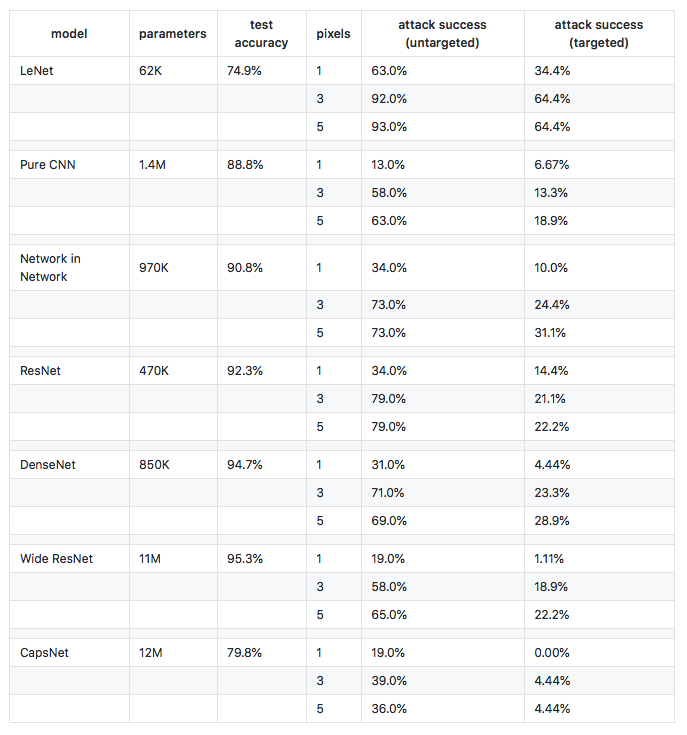 model parameters test accuracy pixels attack success (untargeted) attack success (targeted)
LeNet 62K 74.9% 1 63.0% 34.4%
3 92.0% 64.4%
5 93.0% 64.4%
Pure CNN 1.4M 88.8% 1 13.0% 6.67%
3 58.0% 13.3%
5 63.0% 18.9%
Network in Network 970K 90.8% 1 34.0% 10.0%
3 73.0% 24.4%
5 73.0% 31.1%
ResNet 470K 92.3% 1 34.0% 14.4%
3 79.0% 21.1%
5 79.0% 22.2%
DenseNet 850K 94.7% 1 31.0% 4.44%
3 71.0% 23.3%
5 69.0% 28.9%
Wide ResNet 11M 95.3% 1 19.0% 1.11%
3 58.0% 18.9%
5 65.0% 22.2%
CapsNet 12M 79.8% 1 19.0% 0.00%
3 39.0% 4.44%
5 36.0% 4.44%